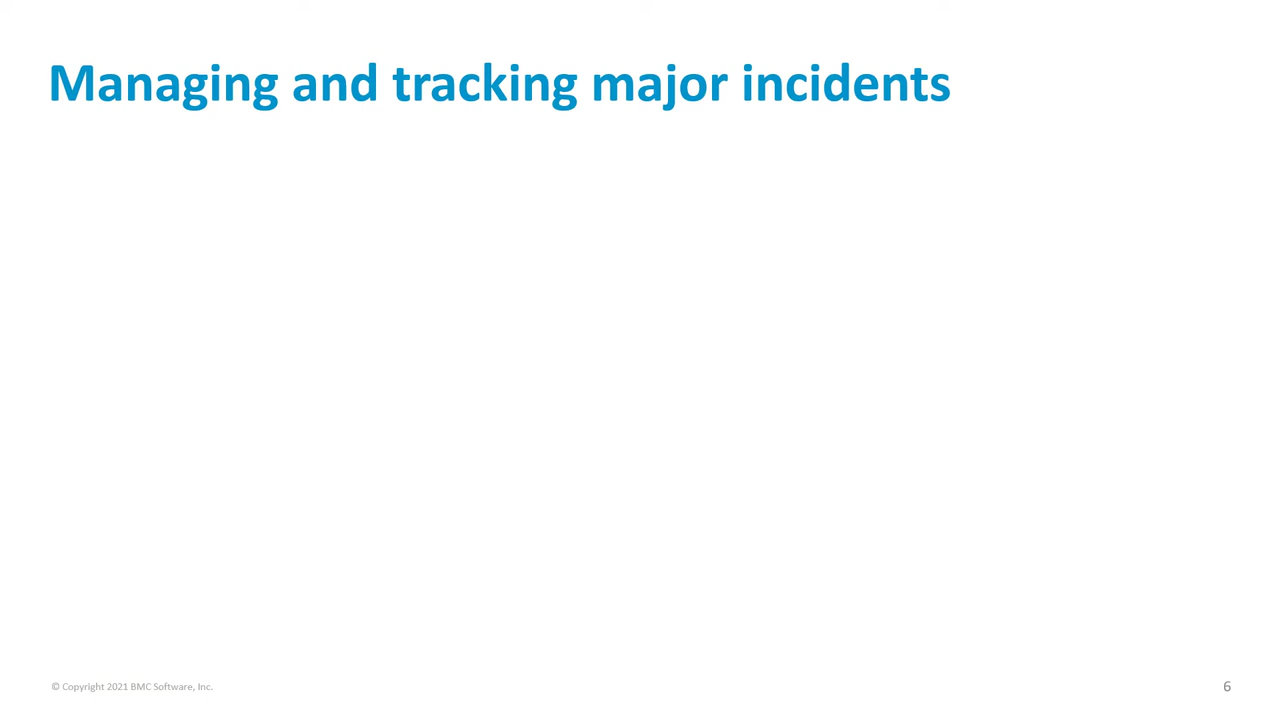 Managing and tracking major incidents
© Copyright 2021 BMC Software, Inc.
6